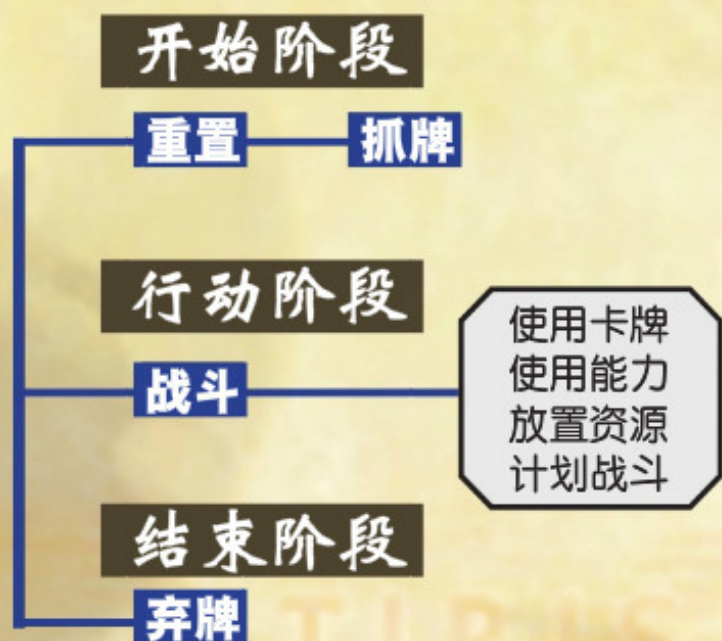 开始阶段
重置 抓牌
行动阶段
战斗
使用卡牌
使用能力
放置资源
计划战斗
结束阶段
弃牌